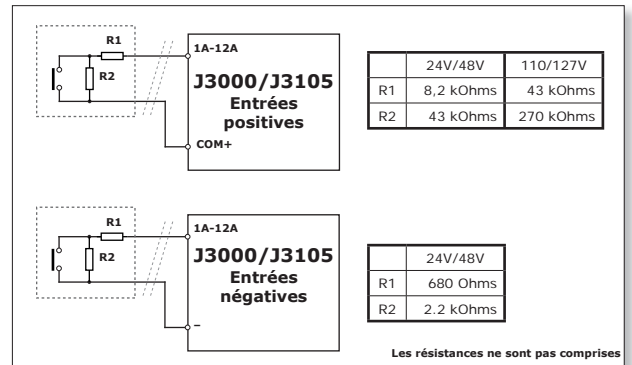 R1
R2
1A-12A
J3000/J3105
Entrées
positives
COM+
24V/48V 110/127V
R1 8,2 kOhms 43 kOhms
R2 43 kOhms 270 kOhms
R1
R2
1A-12A
J3000/J3105
Entrées
négatives
–
24V/48V
R1 680 Ohms
R2 2.2 kOhms
Les résistances ne sont pas comprises